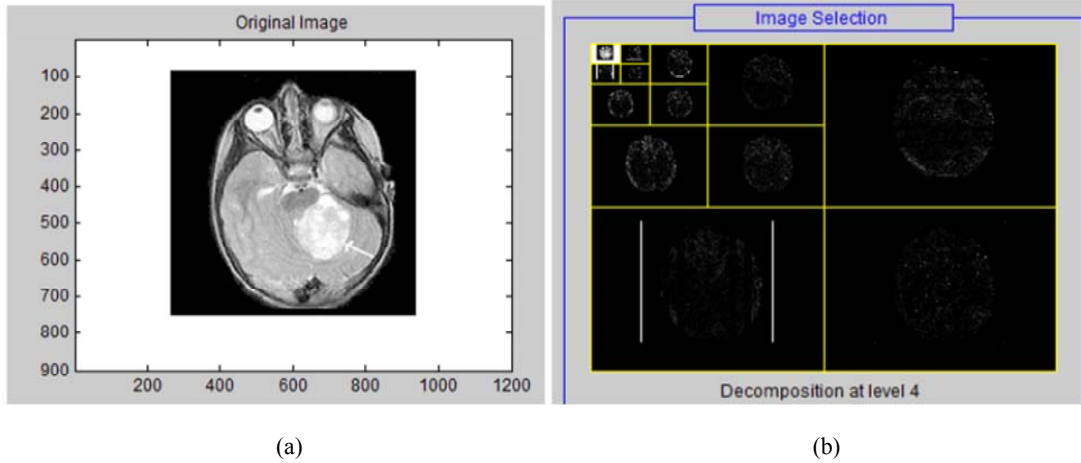 Original Image
100
200
300
400
500
600
700
800
900
200 400 600 800 1000 1200
(a)
Image Selection
Decomposition at level 4
(b)